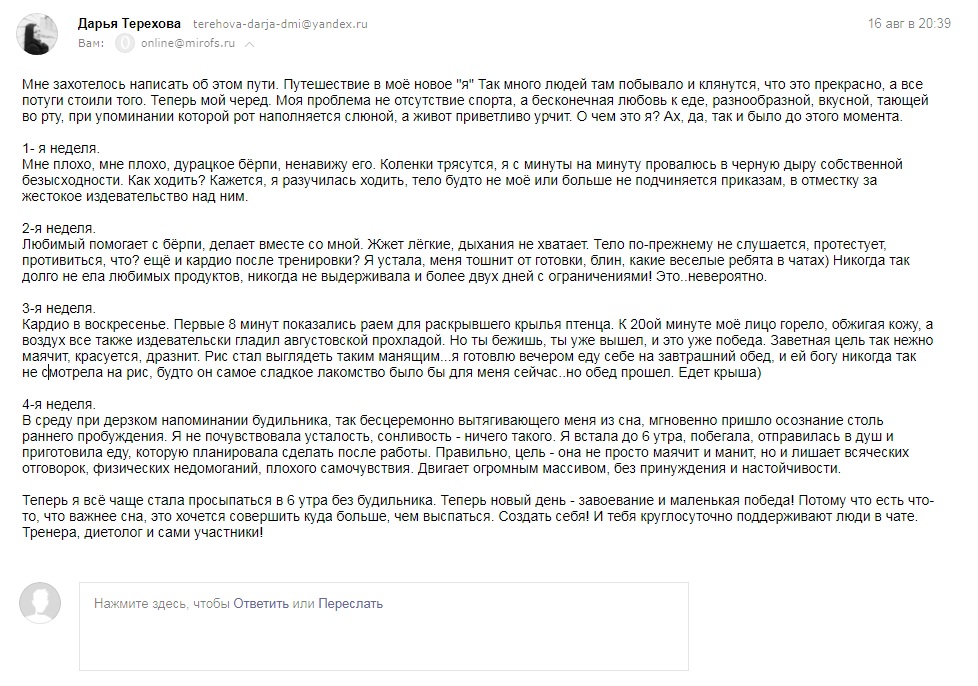 Дарья Терехова terehova-darja-dmi@yandex.ru
16 авг в 20:39
Вам: O online@mirofs.ru
Мне захотелось написать об этом пути. Путешествие в моё новое "я" Так много людей там побывало и клянутся, что это прекрасно, а все
потуги стоили того. Теперь мой черед. Моя проблема не отсутствие спорта, а бесконечная любовь к еде, разнообразной, вкусной, тающей
во рту, при упоминании которой рот наполняется слюной, а живот приветливо урчит. О чем это я? Ах, да, так и было до этого момента.
1- я неделя.
Мне плохо, мне плохо, дурацкое бёрпи, ненавижу его. Коленки трясутся, я с минуты на минуту провалюсь в черную дыру собственной
безысходности. Как ходить? Кажется, я разучилась ходить, тело будто не моё или больше не подчиняется приказам, в отместку за
жестокое издевательство над ним.
2-я неделя.
Любимый помогает с бёрпи, делает вместе со мной. Жжет лёгкие, дыхания не хватает. Тело по-прежнему не слушается, протестует,
противиться, что? ещё и кардио после тренировки? Я устала, меня тошнит от готовки, блин, какие веселые ребята в чатах) Никогда так
долго не ела любимых продуктов, никогда не выдерживала и более двух дней с ограничениями! Это..невероятно.
3-я неделя.
Кардио в воскресенье. Первые 8 минут показались раем для раскрывшего крылья птенца. К 20ой минуте моё лицо горело, обжигая кожу, а
воздух все также издевательски гладил августовской прохладой. Но ты бежишь, ты уже вышел, и это уже победа. Заветная цель так нежно
маячит, красуется, дразнит. Рис стал выглядеть таким манящим...я готовлю вечером еду себе на завтрашний обед, и ей богу никогда так
не смотрела на рис, будто он самое сладкое лакомство было бы для меня сейчас..но обед прошел. Едет крыша)
4-я неделя.
В среду при дерзком напоминании будильника, так бесцеремонно вытягивающего меня из сна, мгновенно пришло осознание столь
раннего пробуждения. Я не почувствовала усталость, сонливость - ничего такого. Я встала до 6 утра, побегала, отправилась в душ и
приготовила еду, которую планировала сделать после работы. Правильно, цель - она не просто маячит и манит, но и лишает всяческих
отговорок, физических недомоганий, плохого самочувствия. Двигает огромным массивом, без принуждения и настойчивости.
Теперь я всё чаще стала просыпаться в 6 утра без будильника. Теперь новый день - завоевание и маленькая победа! Потому что есть что-
то, что важнее сна, это хочется совершить куда больше, чем выспаться. Создать себя! И тебя круглосуточно поддерживают люди в чате.
Тренера, диетолог и сами участники!
Нажмите здесь, чтобы Ответить или Переслать